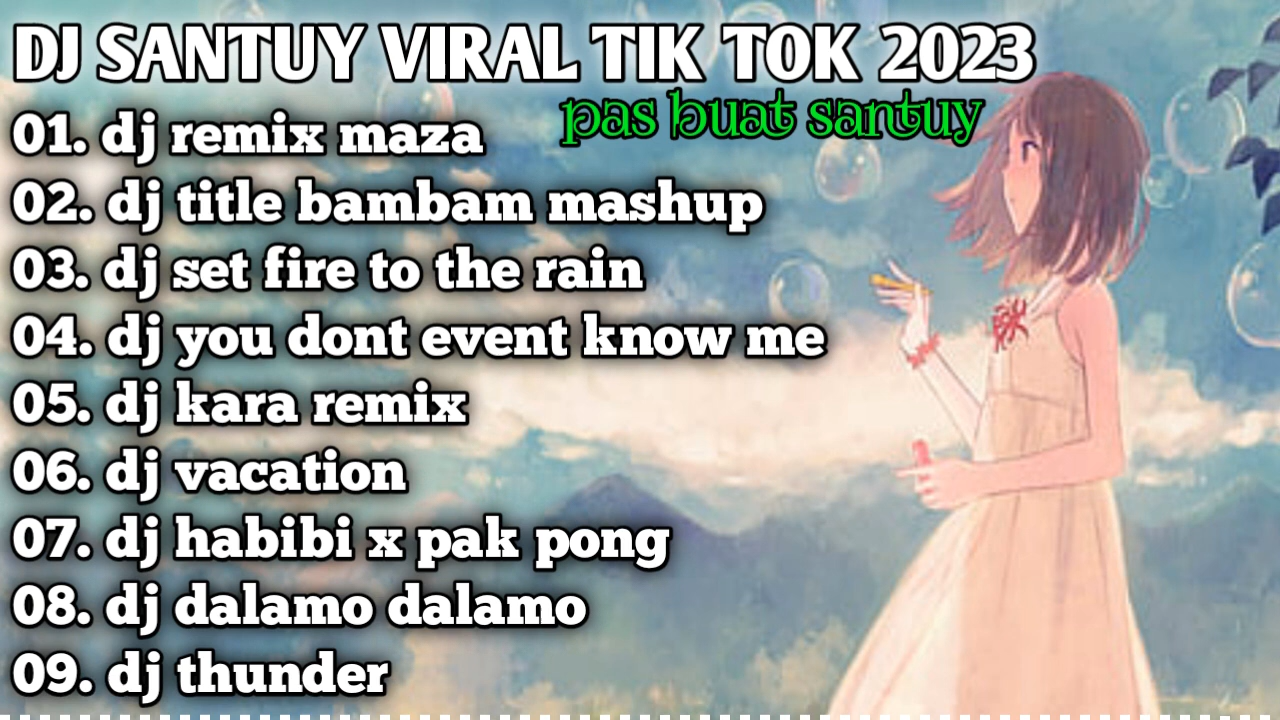 DJ SANTUY VIRAL TIK TOK 2023
pas buat santuy
01. dj remix maza
02. dj title bambam mashup
03. dj set fire to the rain
04. dj you dont event know me
05. dj kara remix
06. dj vacation
07. dj habibi x pak pong
08. dj dalamo dalamo
09. dj thunder